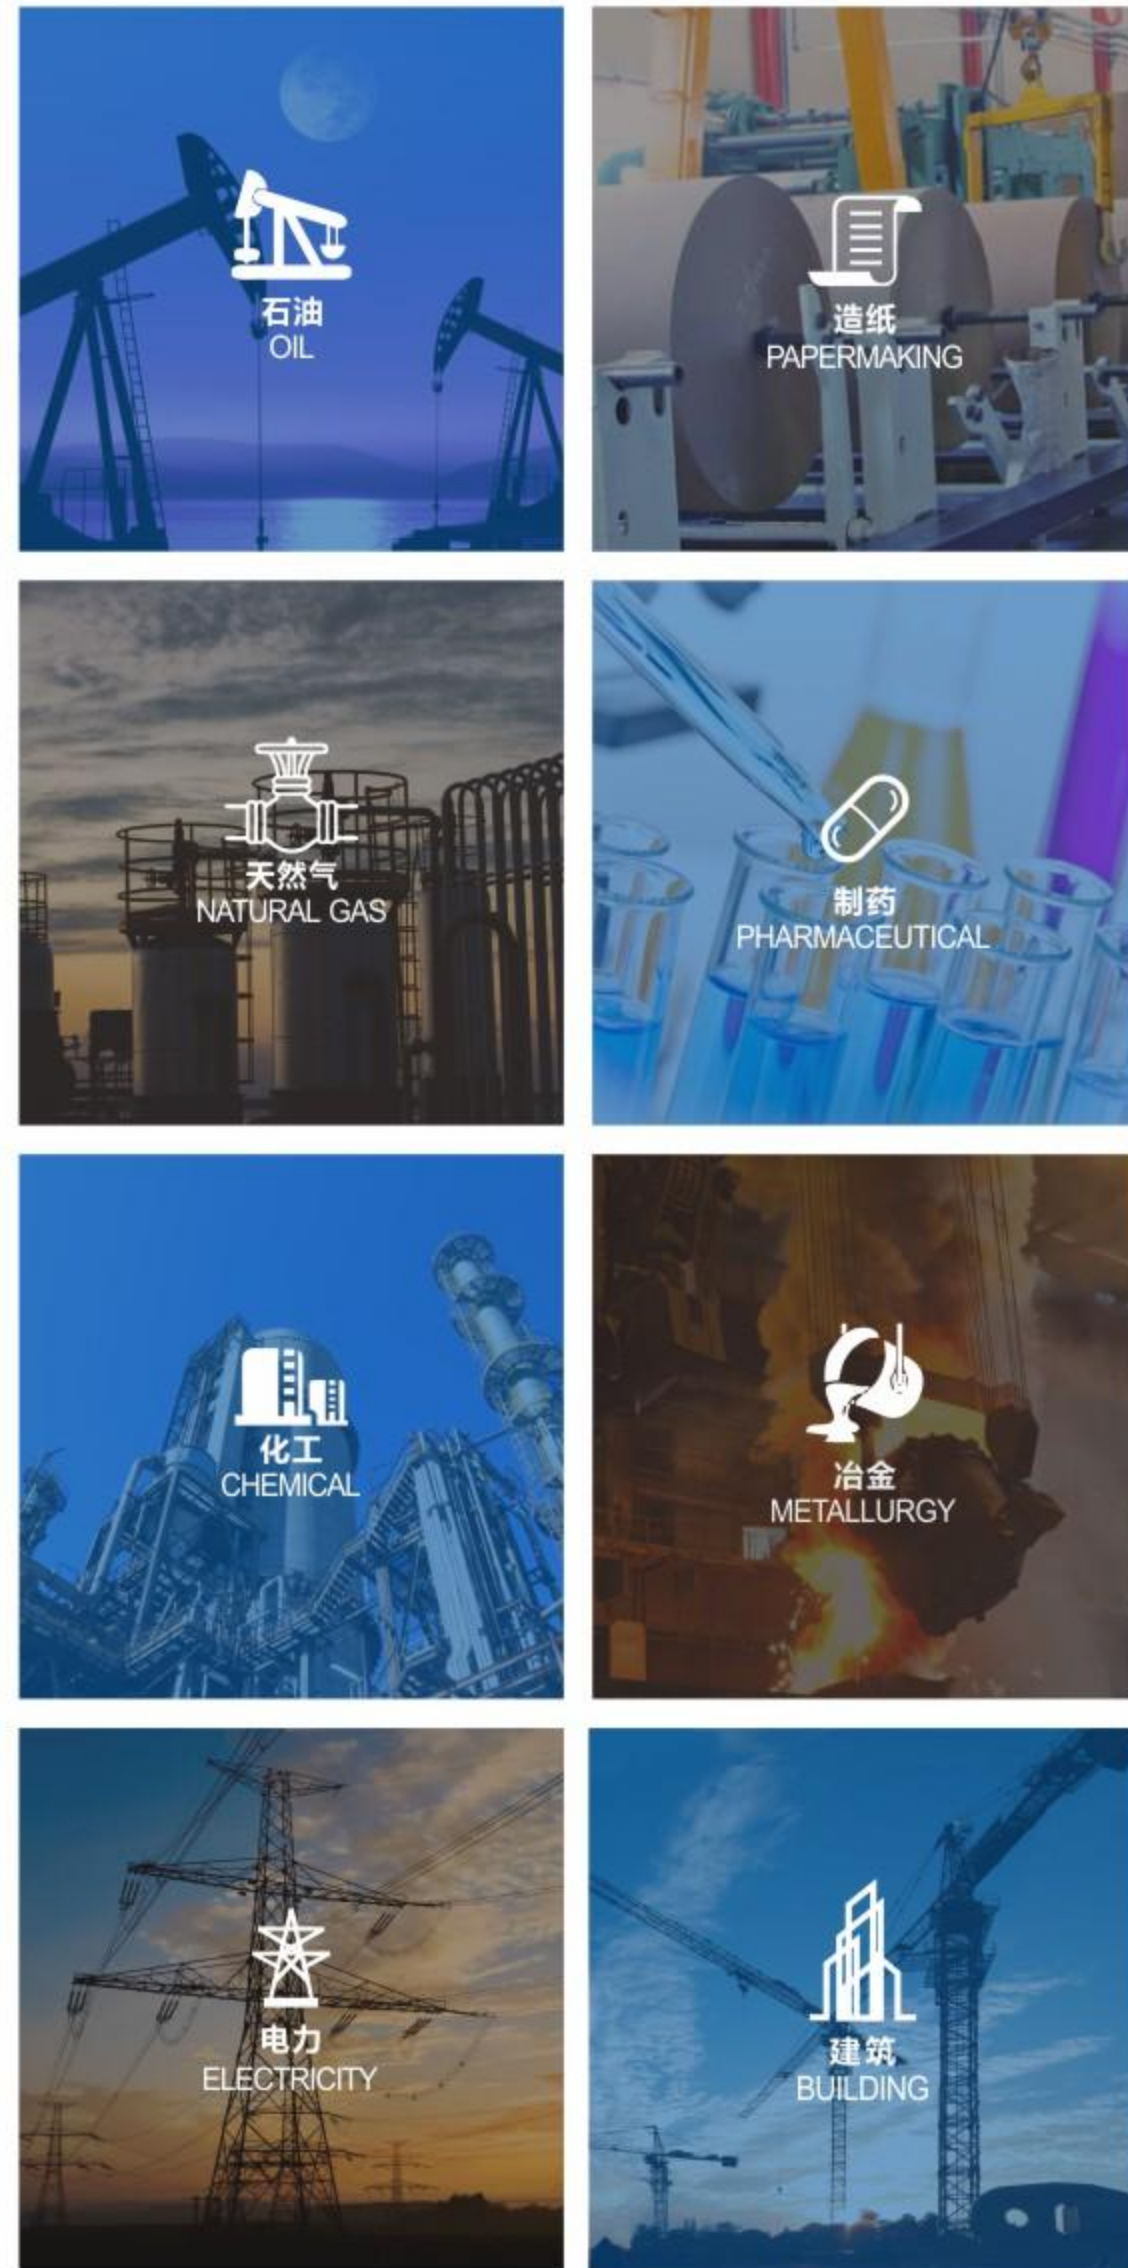 石油
OIL
造纸
PAPERMAKING
天然气
NATURAL GAS
制药
PHARMACEUTICAL
化工
CHEMICAL
冶金
METALLURGY
电力
ELECTRICITY
建筑
BUILDING